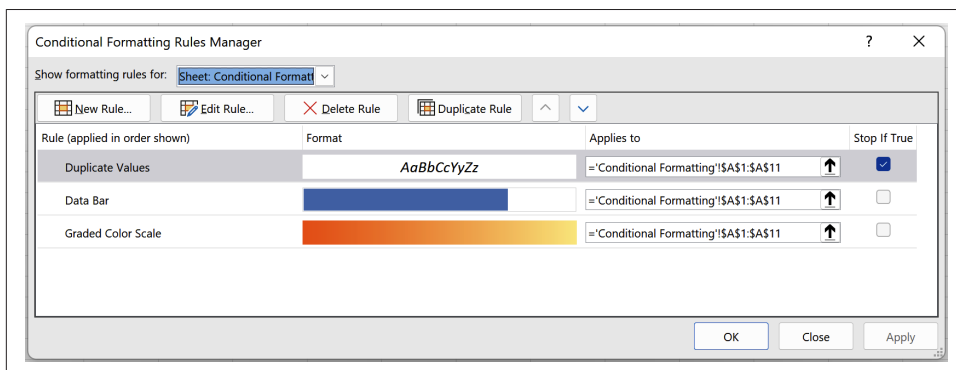 Conditional Formatting Rules Manager ?
Show formatting rules for: Sheet: Conditional Formatt
New Rule... Edit Rule... Delete Rule Duplicate Rule
Rule (applied in order shown) Format Applies to Stop If True
Duplicate Values AaBbCcYyZz ='Conditional Formatting'!$A$1:$A$11
Data Bar ='Conditional Formatting'!$A$1:$A$11
Graded Color Scale ='Conditional Formatting'!$A$1:$A$11
OK Close Apply